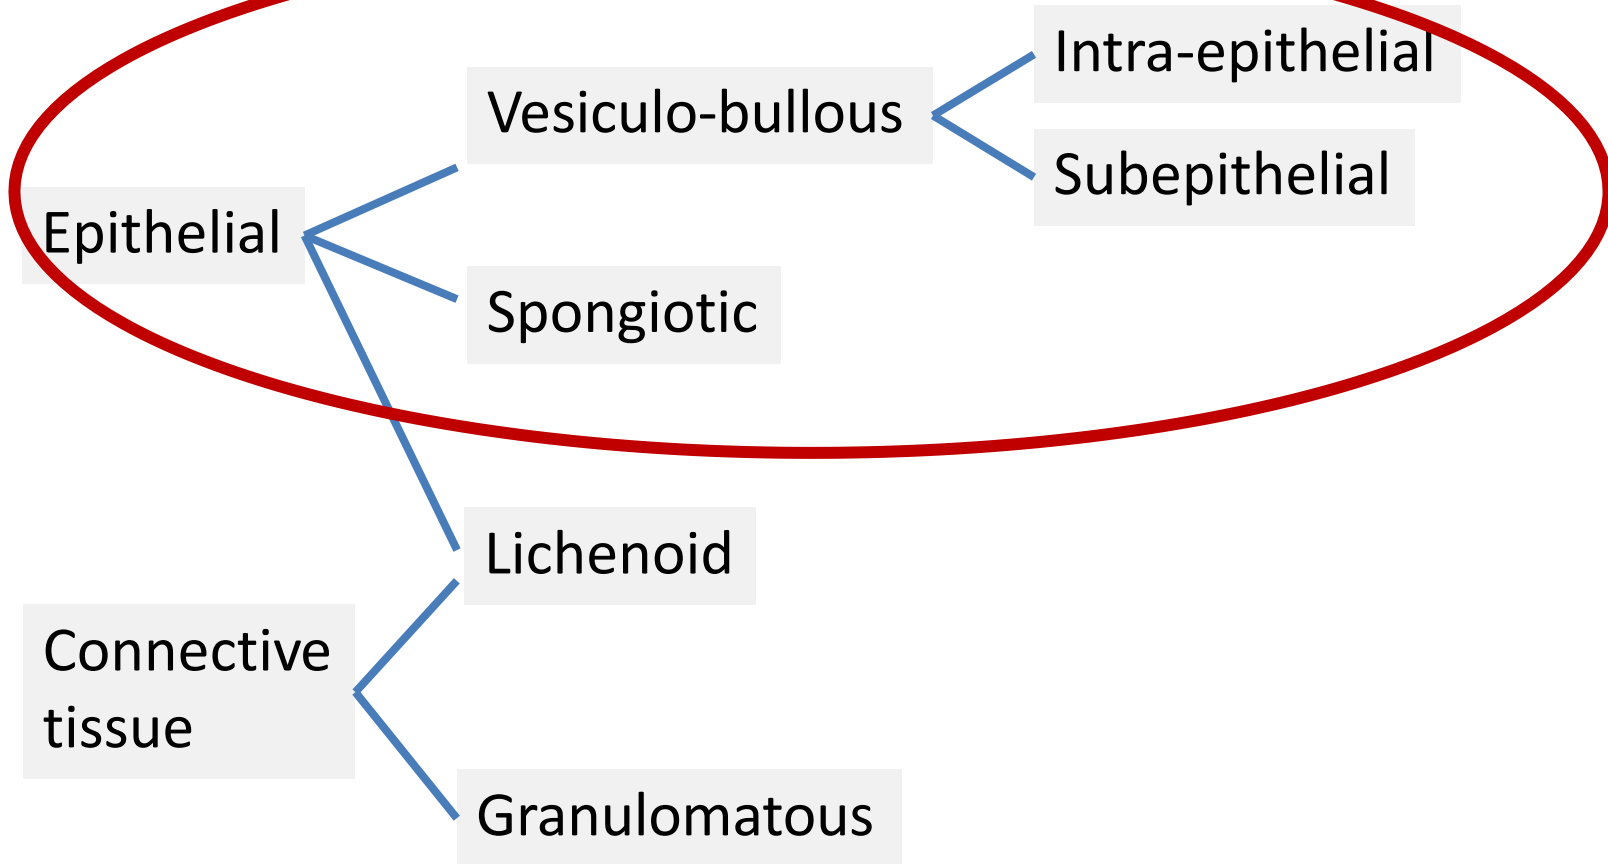 Intra-epithelial
Vesiculo-bullous
Subepithelial
Epithelial
Spongiotic
Lichenoid
Connective
tissue
Granulomatous